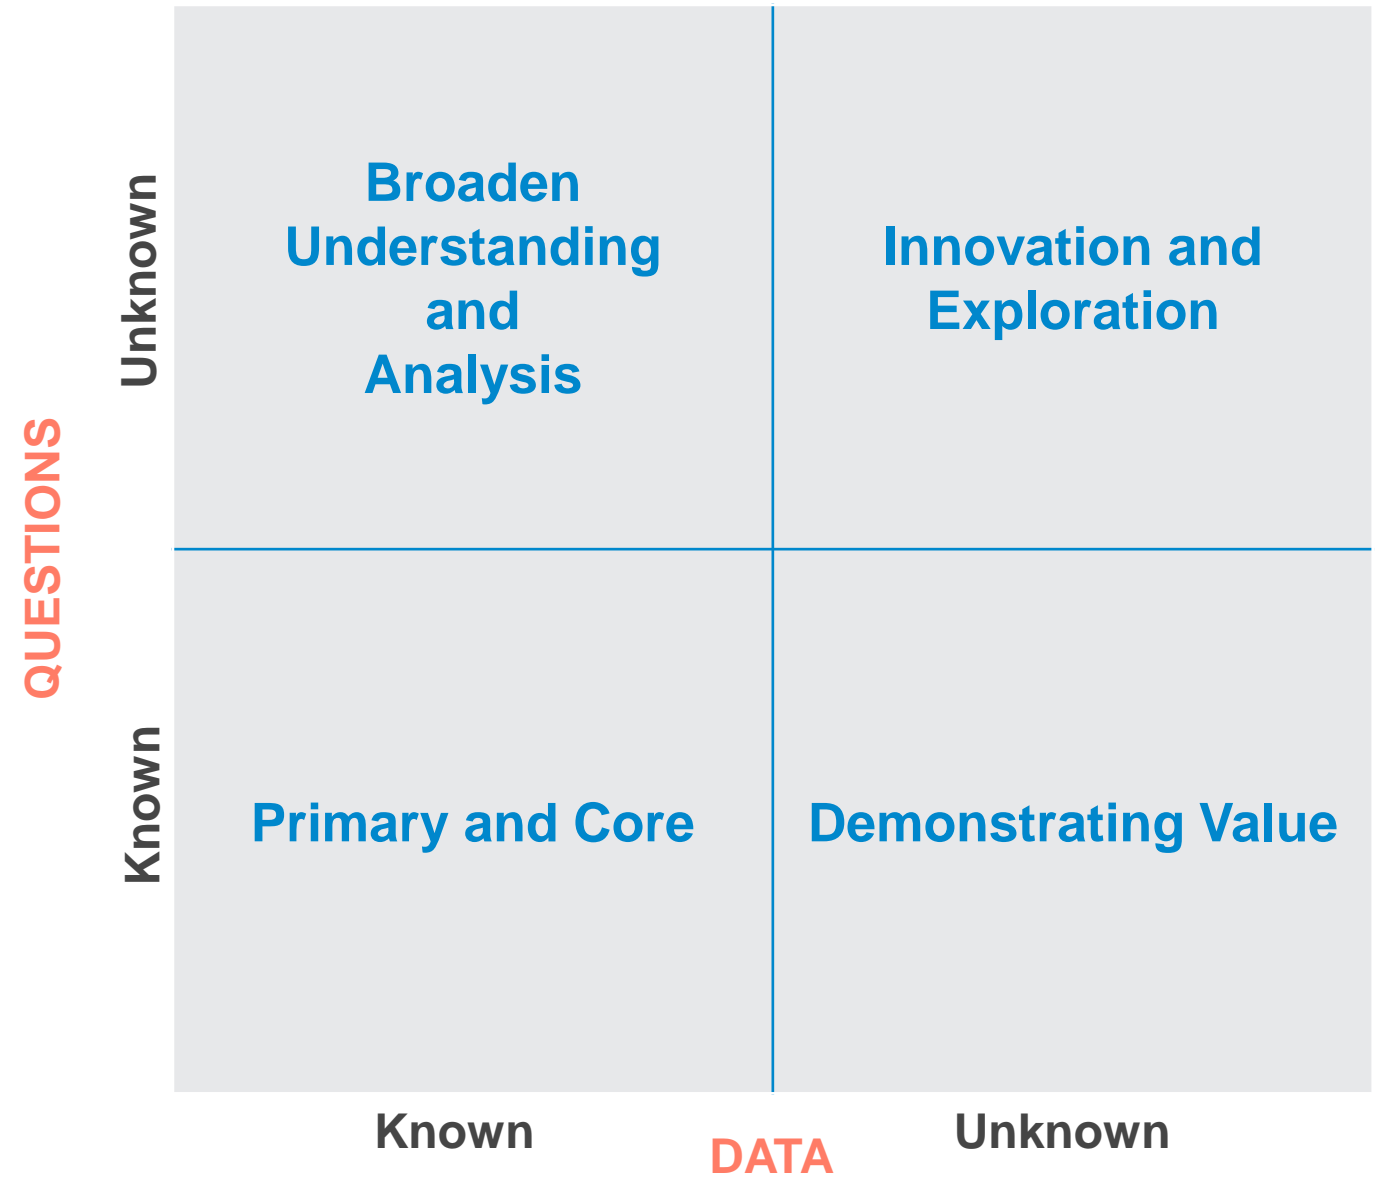 QUESTIONS
Unknown
Broaden
Understanding
and
Analysis
Innovation and
Exploration
Known
Primary and Core
Demonstrating Value
Known
Unknown
DATA